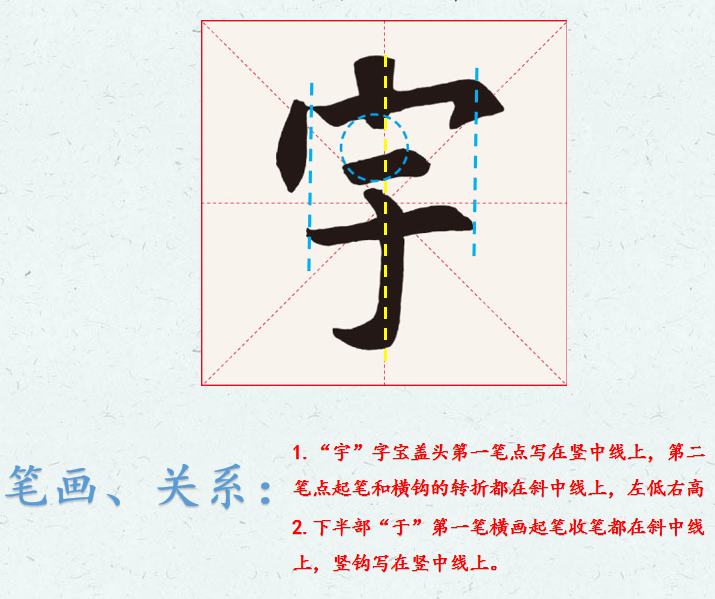 宇
笔画、关系：
1.“宇”字宝盖头第一笔点写在竖中线上，第二
笔点起笔和横钩的转折都在斜中线上，左低右高
2.下半部“于”第一笔横画起笔收笔都在斜中线
上，竖钩写在竖中线上。